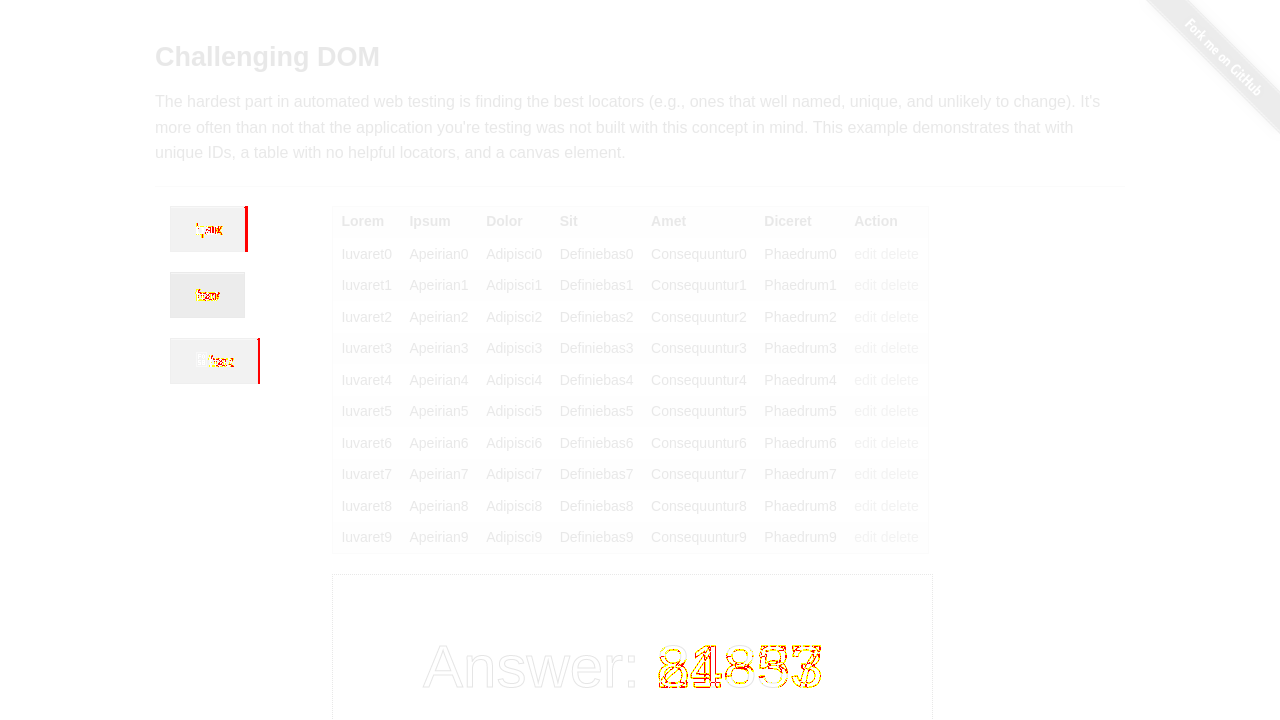 Fork me on GitHub
Challenging DOM
The hardest part in automated web testing is finding the best locators (e.g., ones that well named, unique, and unlikely to change). It's
more often than not that the application you're testing was not built with this concept in mind. This example demonstrates that with
unique IDs, a table with no helpful locators, and a canvas element.
Lorem Ipsum Dolor Sit Amet Diceret Action
Iuvaret0 Apeirian0 Adipisci0 Definiebas0 Consequuntur0 Phaedrum0 edit delete
Iuvaret1 Apeirian1 Adipisci1 Definiebas1 Consequuntur1 Phaedrum1 edit delete
Iuvaret2 Apeirian2 Adipisci2 Definiebas2 Consequuntur2 Phaedrum2 edit delete
Iuvaret3 Apeirian3 Adipisci3 Definiebas3 Consequuntur3 Phaedrum3 edit delete
Iuvaret4 Apeirian4 Adipisci4 Definiebas4 Consequuntur4 Phaedrum4 edit delete
Iuvaret5 Apeirian5 Adipisci5 Definiebas5 Consequuntur5 Phaedrum5 edit delete
Iuvaret6 Apeirian6 Adipisci6 Definiebas6 Consequuntur6 Phaedrum6 edit delete
Iuvaret7 Apeirian7 Adipisci7 Definiebas7 Consequuntur7 Phaedrum7 edit delete
Iuvaret8 Apeirian8 Adipisci8 Definiebas8 Consequuntur8 Phaedrum8 edit delete
Iuvaret9 Apeirian9 Adipisci9 Definiebas9 Consequuntur9 Phaedrum9 edit delete
Answer: